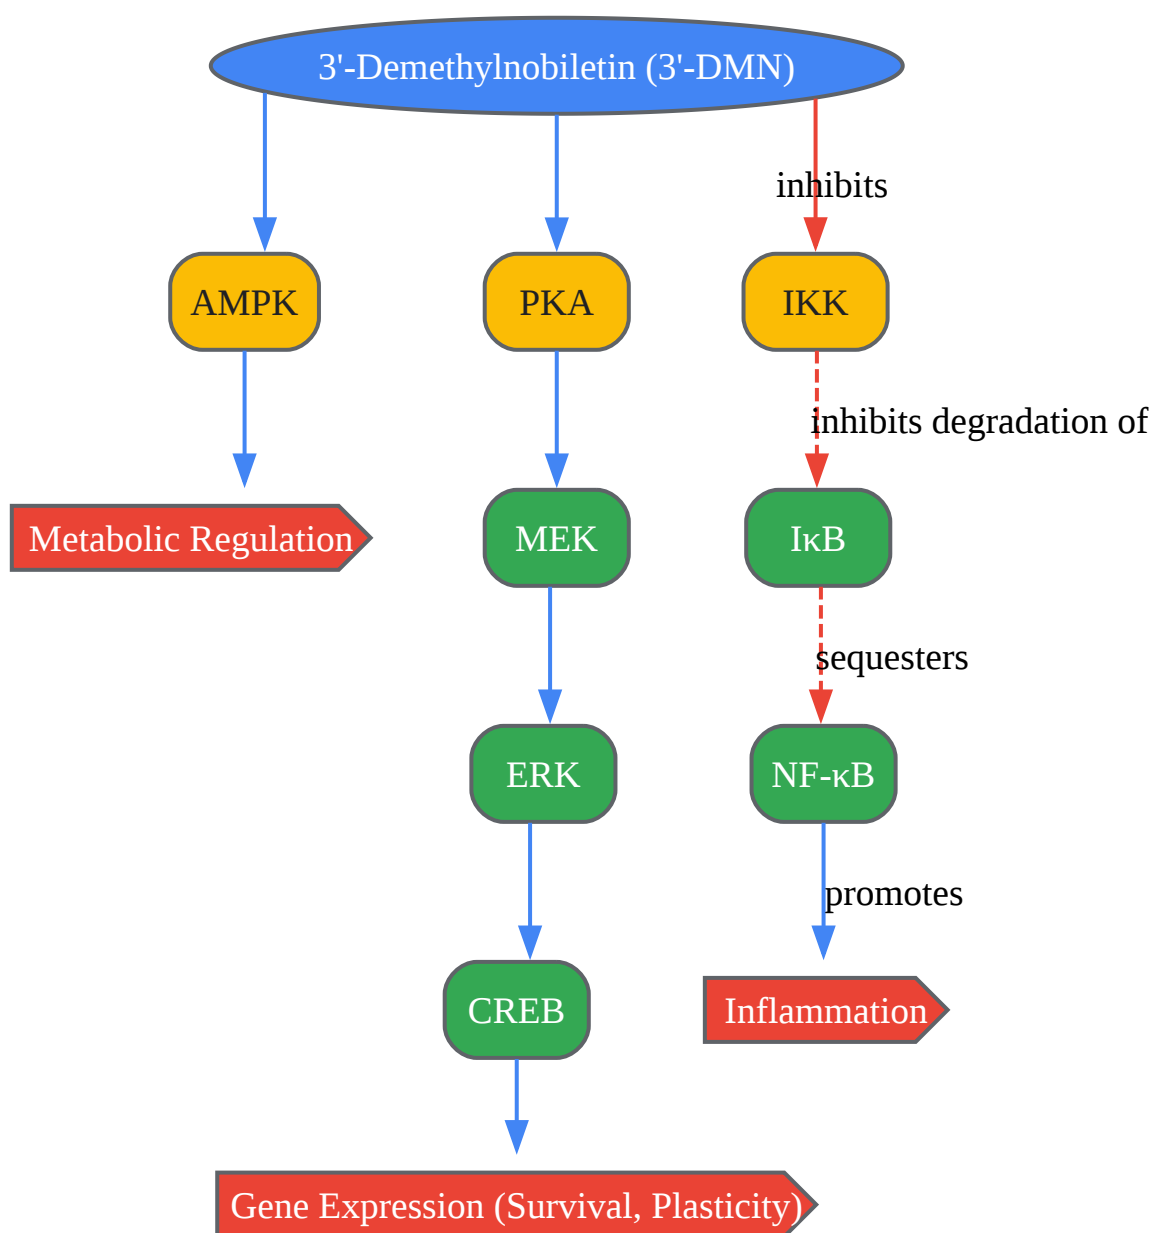 3'-Demethylnobiletin (3'-DMN)
inhibits
AMPK
PKA
IKK
inhibits degradation of
Metabolic Regulation
MEK
IκB
sequesters
ERK
NF-κB
promotes
CREB
Inflammation
Gene Expression (Survival, Plasticity)